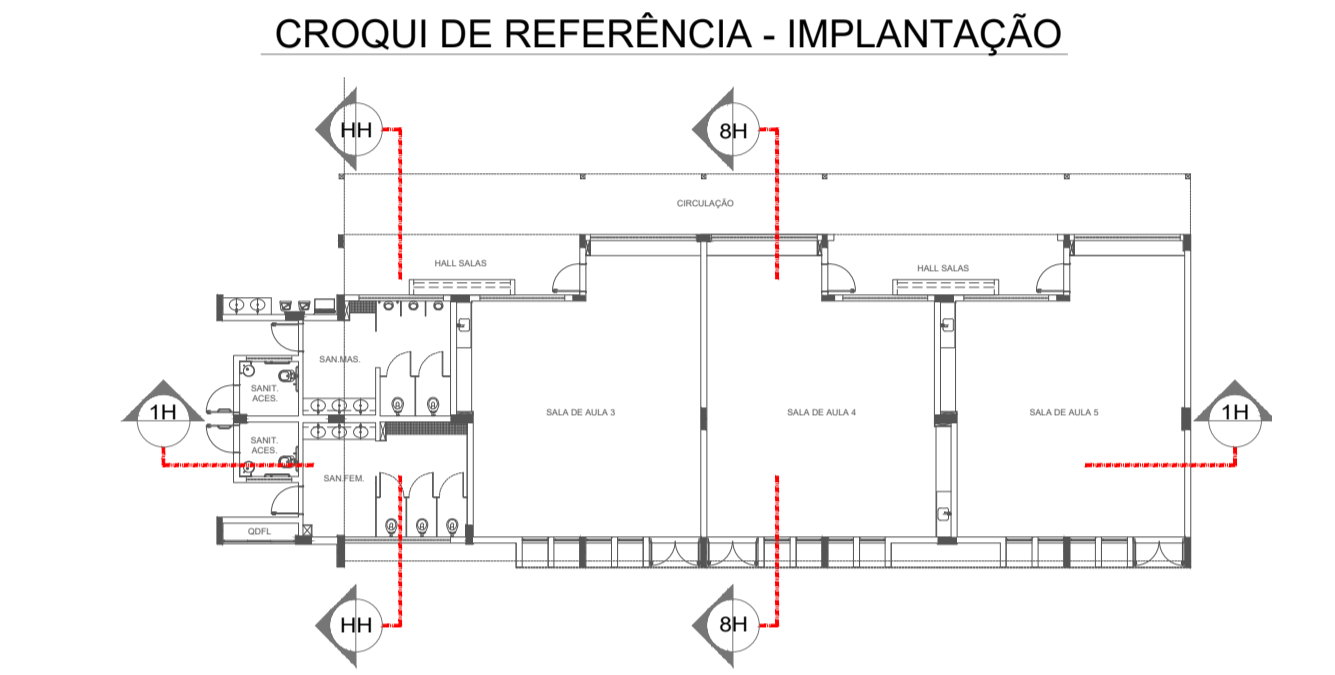 CROQUI DE REFERÊNCIA - IMPLANTAÇÃO
HH
8H
CIRCULAÇÃO
HALL SALAS
HALL SALAS
SAN.MAS.
SANIT.
ACES.
1H
SALA DE AULA 3
SALA DE AULA 4
SALA DE AULA 5
1H
SANIT.
ACES.
SAN.FEM.
QDFL
HH
8H